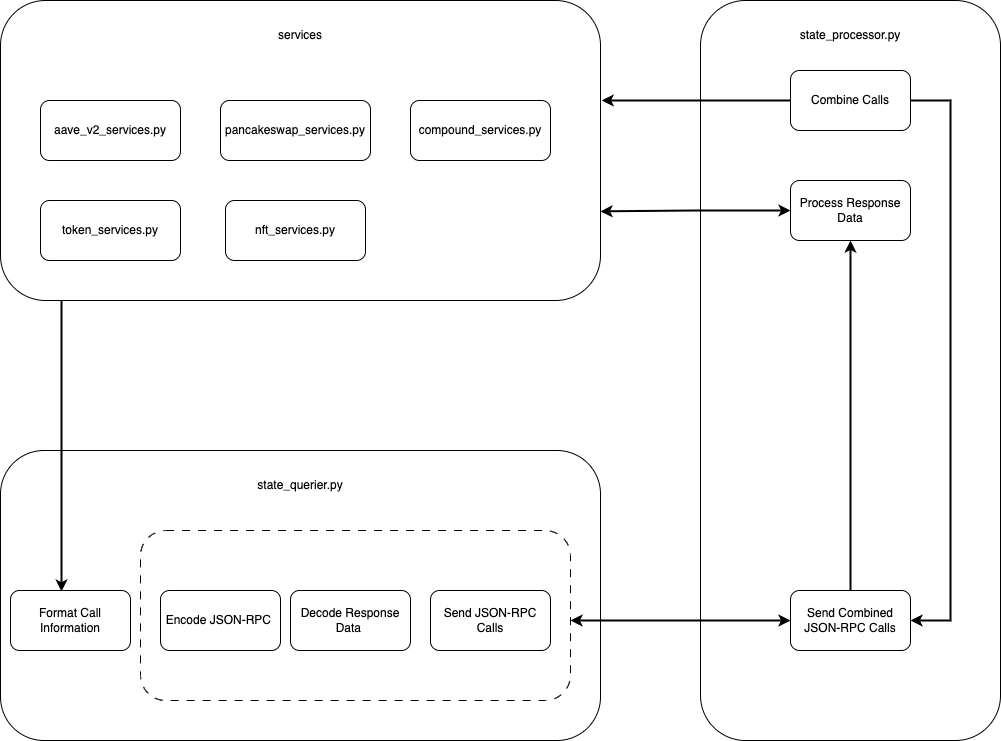 services
aave_v2_services.py
pancakeswap_services.py
compound_services.py
token_services.py
nft_services.py
state_processor.py
Combine Calls
Process Response
Data
state_querier.py
Format Call
Information
Encode JSON-RPC
Decode Response
Data
Send JSON-RPC
Calls
Send Combined
JSON-RPC Calls